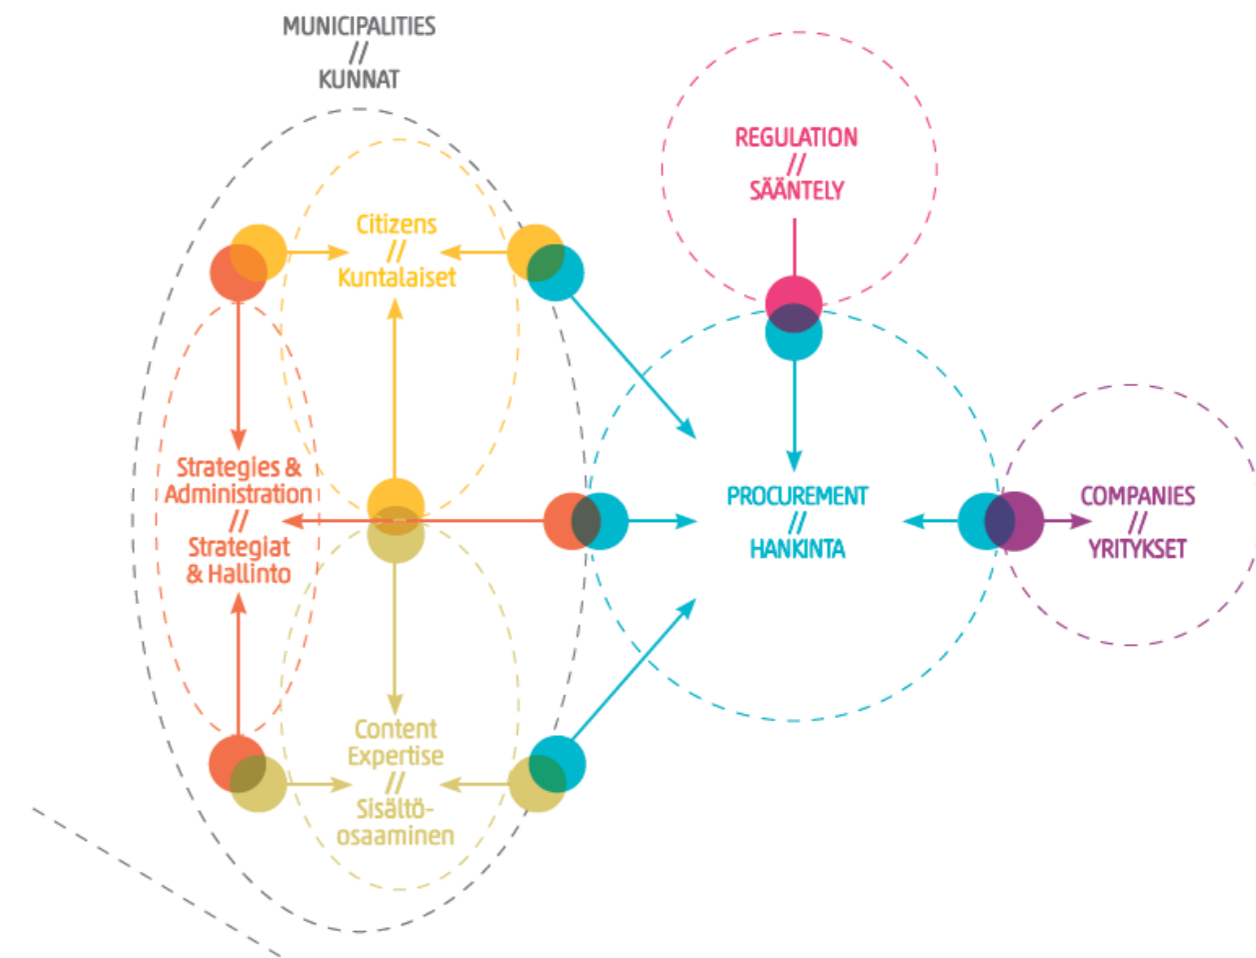 MUNICIPALITIES
//
KUNNAT
REGULATION
//
SÄÄNTELY
Citizens
//
Kuntalaiset
Strategies &
Administration
//
Strategiat
& Hallinto
PROCUREMENT
//
HANKINTA
COMPANIES
//
YRITYKSET
Content
Expertise
//
Sisältö-
osaaminen